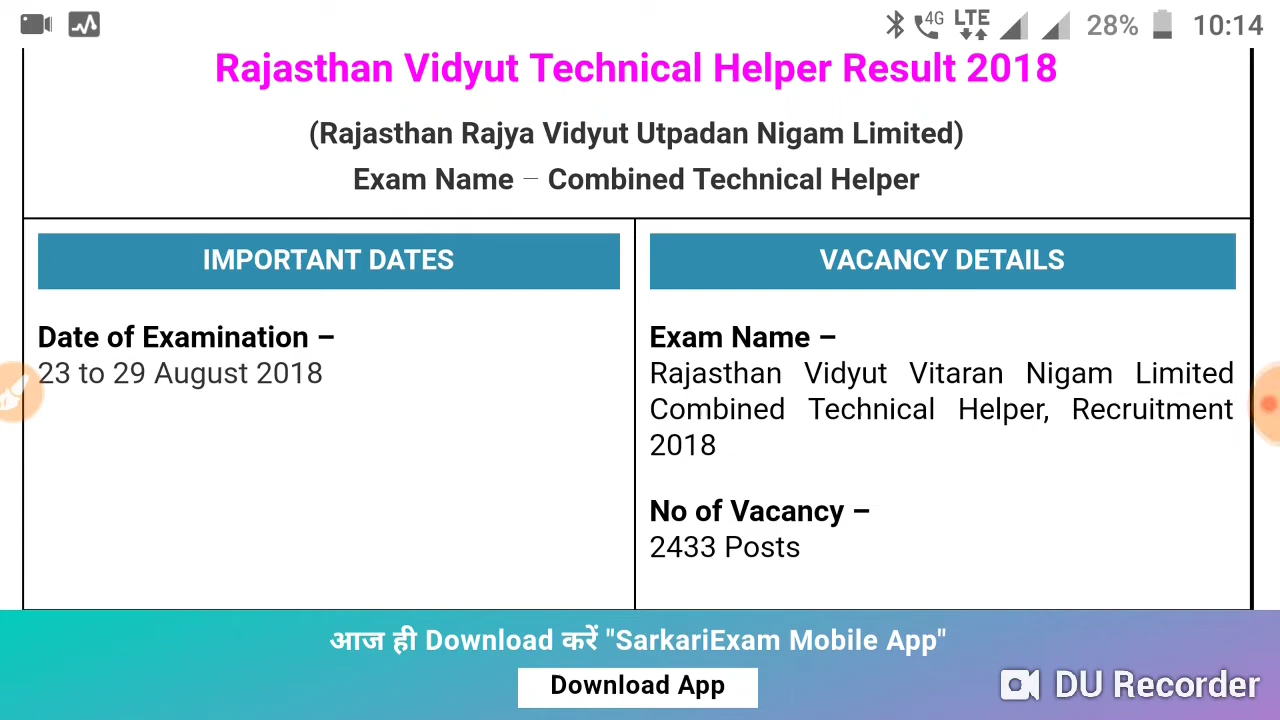 4G LTE 28% 10:14
Rajasthan Vidyut Technical Helper Result 2018
(Rajasthan Rajya Vidyut Utpadan Nigam Limited)
Exam Name – Combined Technical Helper
IMPORTANT DATES
Date of Examination –
23 to 29 August 2018
VACANCY DETAILS
Exam Name –
Rajasthan Vidyut Vitaran Nigam Limited
Combined Technical Helper, Recruitment
2018
No of Vacancy –
2433 Posts
आज ही Download करें "SarkariExam Mobile App"
Download App
DU Recorder